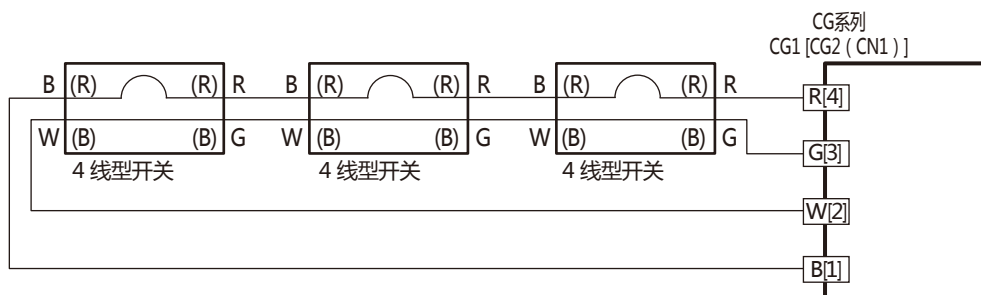 CG系列
CG1 [CG2（CN1）]
B (R) (R) R B (R) (R) R B (R) (R) R R[4]
W (B) (B) G W (B) (B) G W (B) (B) G G[3]
4 线型开关 4 线型开关 4 线型开关
W[2]
B[1]